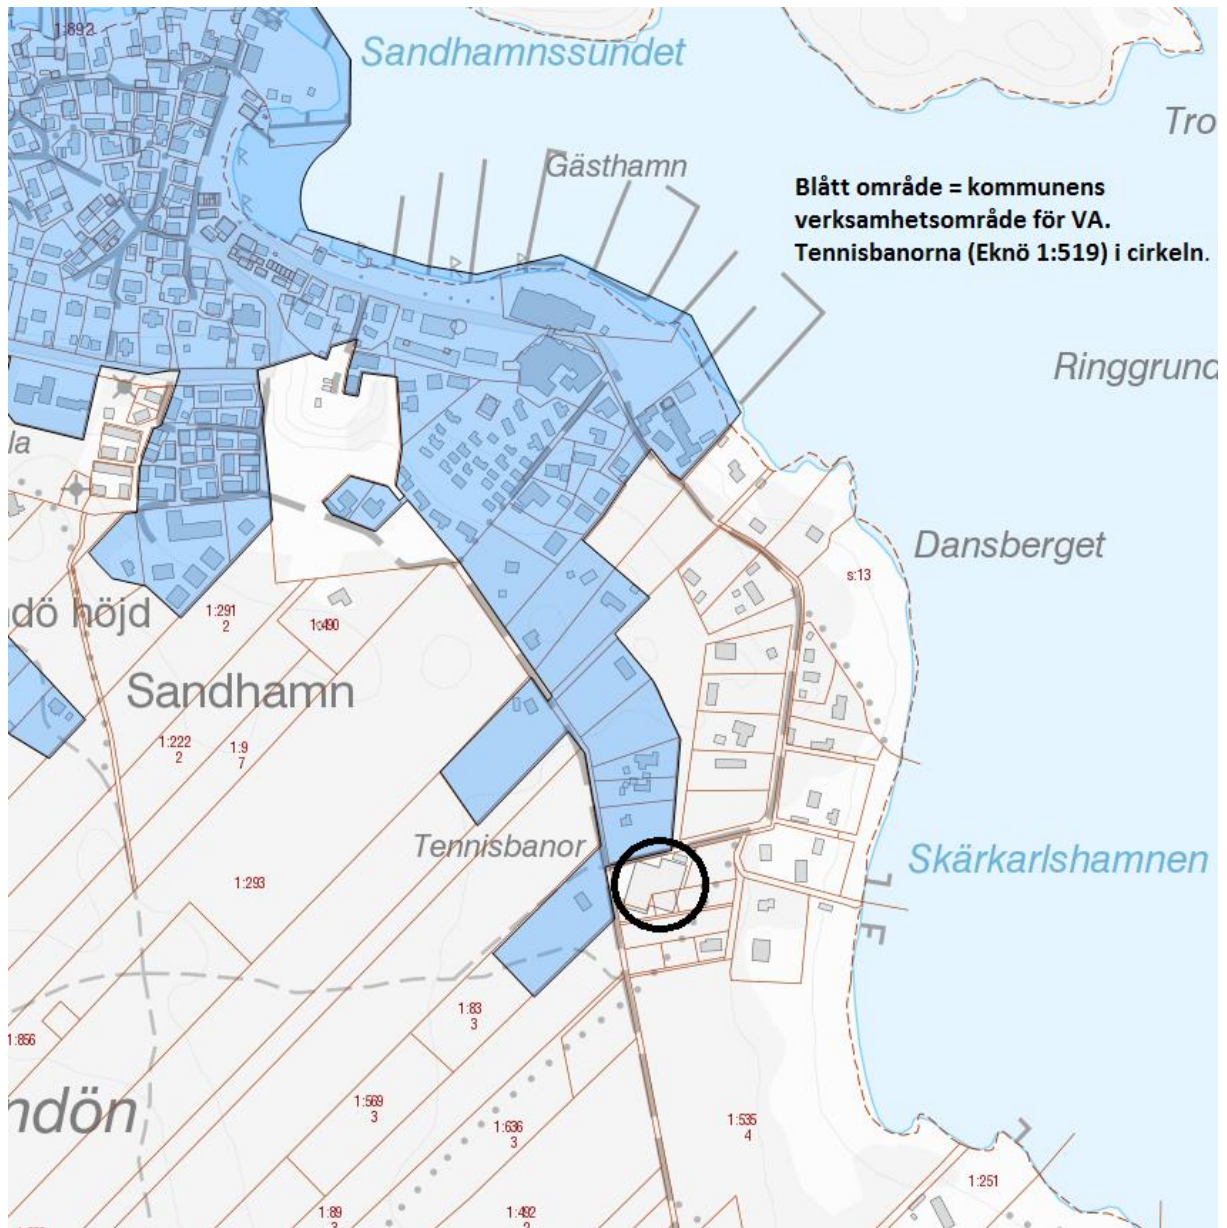 1:892
Sandhamnssundet
Tro
Gästhamn
Blått område = kommunens
verksamhetsområde för VA.
Tennisbanorna (Eknö 1:519) i cirkeln.
Ringgrund
la
Dansberget
s:13
dö höjd
1:291
2
1:490
Sandhamn
1:222
2
1:9
7
Tennisbanor
Skärkarlshamnen
1:293
1:83
3
1:856
ndön
1:569
3
1:636
3
1:535
4
1:251
1:89
3
1:492
2